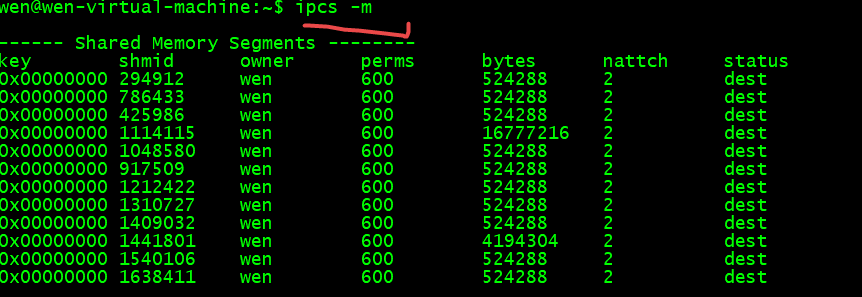 wen@wen-virtual-machine:~$ ipcs -m
------ Shared Memory Segments --------
key shmid owner perms bytes nattch status
0x00000000 294912 wen 600 524288 2 dest
0x00000000 786433 wen 600 524288 2 dest
0x00000000 425986 wen 600 524288 2 dest
0x00000000 1114115 wen 600 16777216 2 dest
0x00000000 1048580 wen 600 524288 2 dest
0x00000000 917509 wen 600 524288 2 dest
0x00000000 1212422 wen 600 524288 2 dest
0x00000000 1310727 wen 600 524288 2 dest
0x00000000 1409032 wen 600 524288 2 dest
0x00000000 1441801 wen 600 4194304 2 dest
0x00000000 1540106 wen 600 524288 2 dest
0x00000000 1638411 wen 600 524288 2 dest